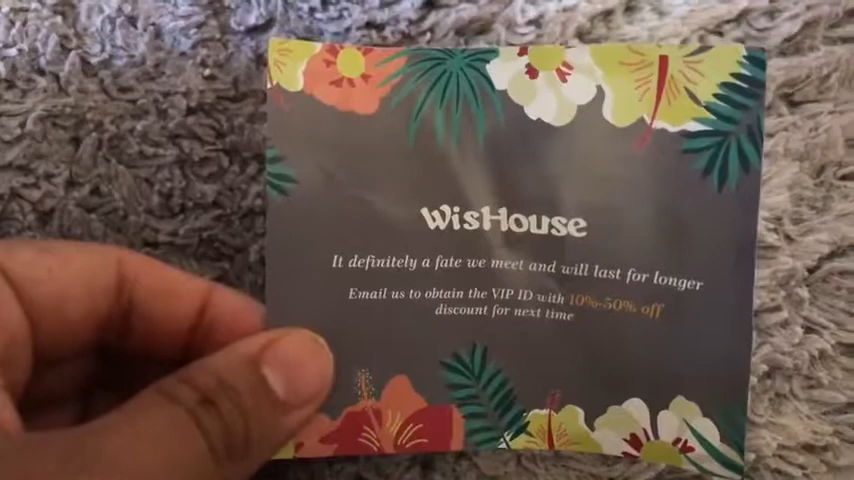 WisHouse
It definitely a fate we meet and will last for longer
Email us to obtain the VIP ID with 10%-50% off
discount for next time